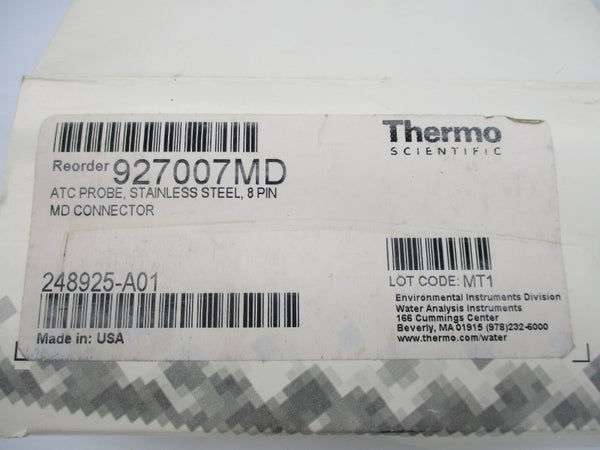 Thermo
SCIENTIFIC
Reorder 927007MD
ATC PROBE, STAINLESS STEEL, 8 PIN
MD CONNECTOR
248925-A01
LOT CODE: MT1
Environmental Instruments Division
Water Analysis Instruments
166 Cummings Center
Beverly, MA 01915 (978)232-6000
www.thermo.com/water
Made in: USA